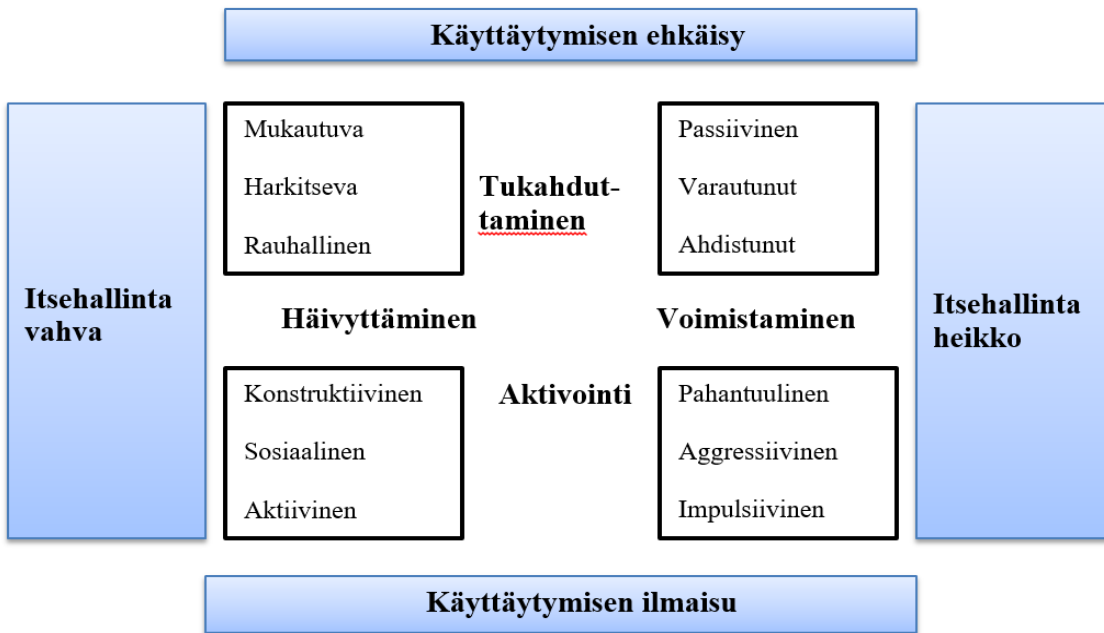 Käyttäytymisen ehkäisy
Itsehallinta
vahva
Mukautuva
Harkitseva
Rauhallinen
Tukahdut-
taminen
Passiivinen
Varautunut
Ahdistunut
Häivyttäminen
Voimistaminen
Konstruktiivinen
Sosiaalinen
Aktiivinen
Aktivointi
Pahantuulinen
Aggressiivinen
Impulsiivinen
Itsehallinta
heikko
Käyttäytymisen ilmaisu